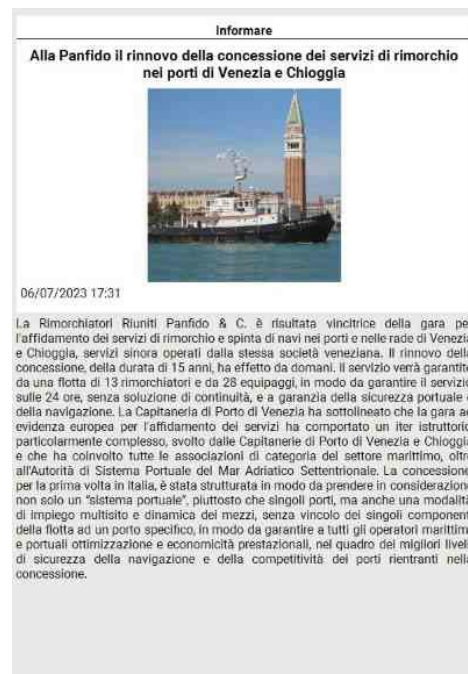 Informare
Alla Panfido il rinnovo della concessione dei servizi di rimorchio
nei porti di Venezia e Chioggia
06/07/2023 17:31
La Rimorchiatori Riuniti Panfido & C. è risultata vincitrice della gara pe
l'affidamento dei servizi di rimorchio e spinta di navi nei porti e nelle rade di Venezia
e Chioggia, servizi sinora operati dalla stessa società veneziana. Il rinnovo della
concessione, della durata di 15 anni, ha effetto da domani. Il servizio verrà garantito
da una flotta di 13 rimorchiatori e da 28 equipaggi, in modo da garantire il servizio
sulle 24 ore, senza soluzione di continuità, e a garanzia della sicurezza portuale e
della navigazione. La Capitaneria di Porto di Venezia ha sottolineato che la gara ad
evidenza europea per l'affidamento dei servizi ha comportato un iter istruttorio
particolarmente complesso, svolto dalle Capitanerie di Porto di Venezia e Chioggia
e che ha coinvolto tutte le associazioni di categoria del settore marittimo, oltre
all'Autorità di Sistema Portuale del Mar Adriatico Settentrionale. La concessione
per la prima volta in Italia, è stata strutturata in modo da prendere in considerazione
non solo un "sistema portuale", piuttosto che singoli porti, ma anche una modalità
di impiego multisito e dinamica dei mezzi, senza vincolo dei singoli component
della flotta ad un porto specifico, in modo da garantire a tutti gli operatori marittim
e portuali ottimizzazione e economicità prestazionali, nel quadro dei migliori livell
di sicurezza della navigazione e della competitività dei porti rientranti nella
concessione.